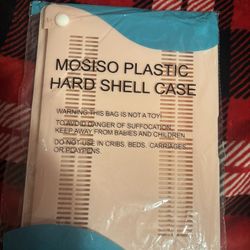 MOSISO PLASTIC
HARD SHELL CASE
WARNING THIS BAG IS NOT A TOY!
TO AVOID DANGER OF SUFFOCATION,
KEEP AWAY FROM BABIES AND CHILDREN
DO NOT USE IN CRIBS, BEDS, CARRIAGES
OR PLAYPENS.